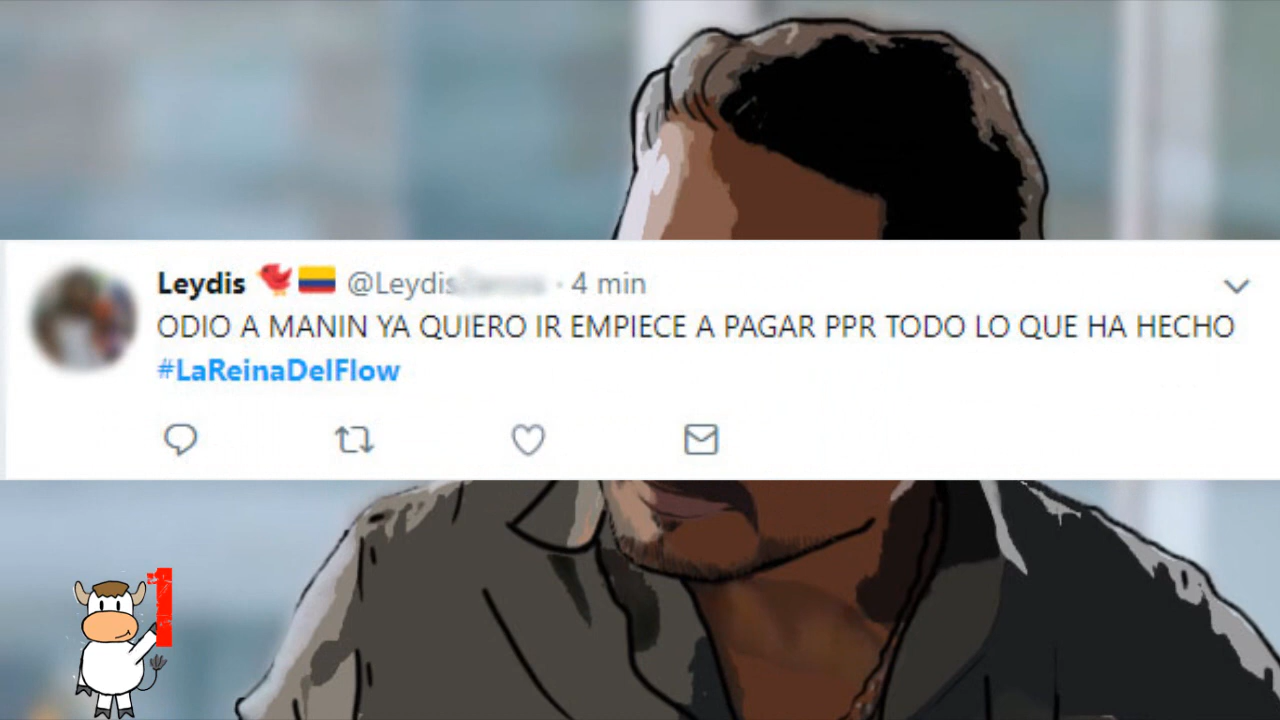 Leydis @Leydis · 4 min
ODIO A MANIN YA QUIERO IR EMPIECE A PAGAR PPR TODO LO QUE HA HECHO
#LaReinaDelFlow
1